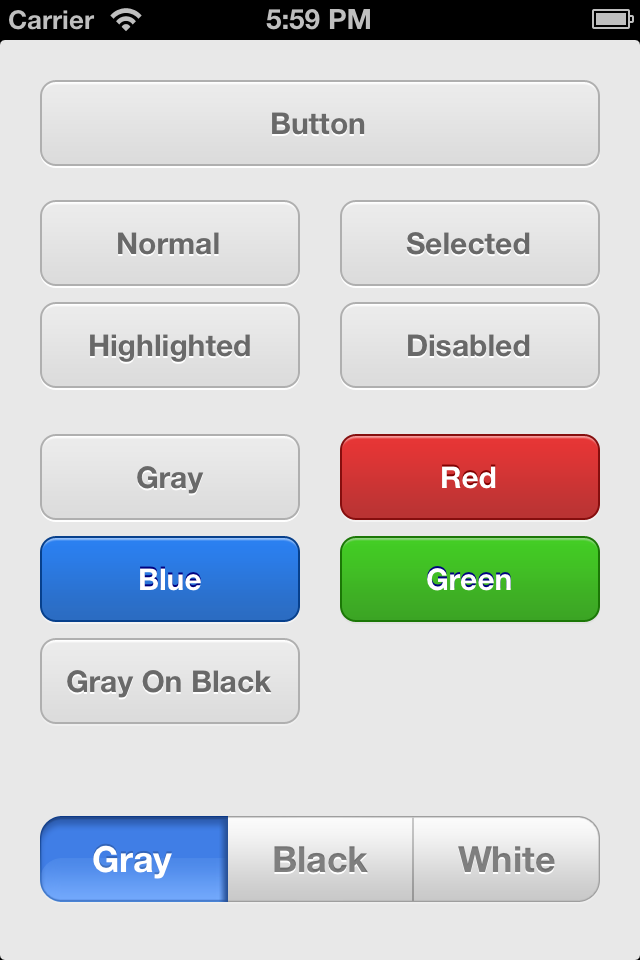 Carrier 5:59 PM
Button
Normal Selected
Highlighted Disabled
Gray Red
Blue Green
Gray On Black
Gray Black White